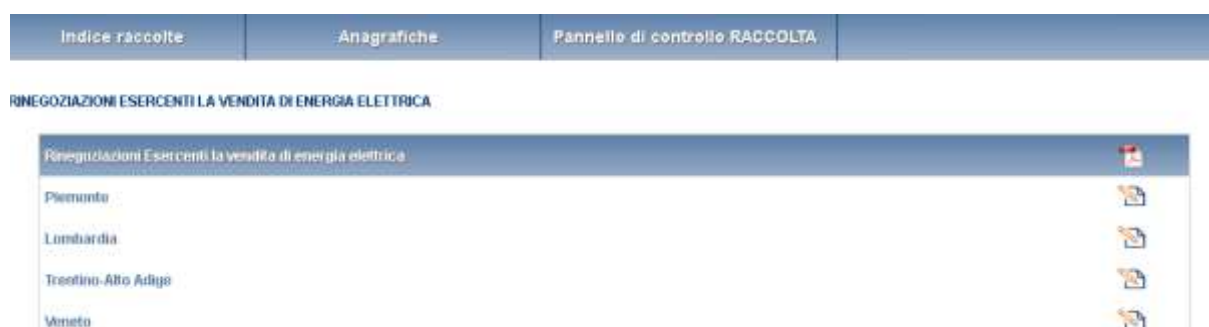 Indice raccolte Anagrafiche Pannello di controllo RACCOLTA
RINEGOZIAZIONI ESERCENTI LA VENDITA DI ENERGIA ELETTRICA
Rinegoziazioni Esercenti la vendita di energia elettrica
Piemonte
Lombardia
Trentino-Alto Adige
Veneto